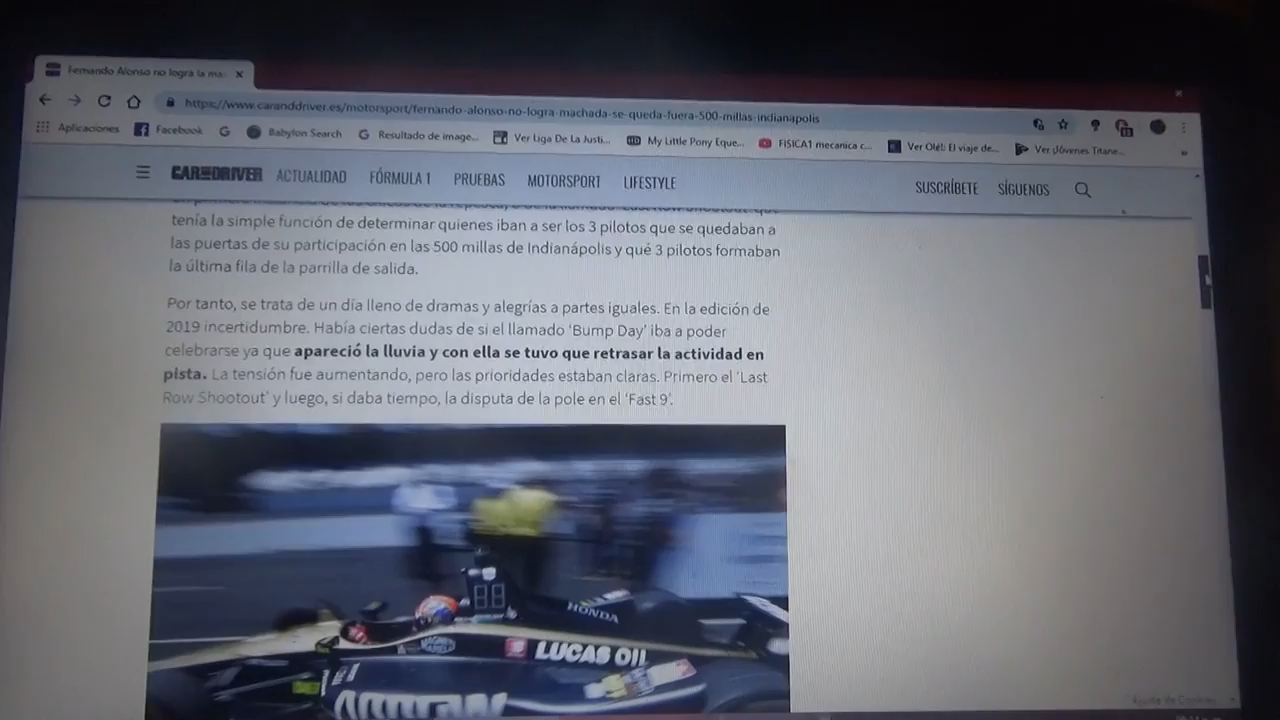 Fernando Alonso no logra la ma
https://www.caranddriver.es/motorsport/fernando-alonso-no-logra-machada-se-queda-fuera-500-millas-indianapolis
Aplicaciones Facebook Babylon Search Resultado de image... Ver Liga De La Justi... My Little Pony Eque... FISICA1 mecanica c... Ver Olé!: El viaje de... Ver ¡Jóvenes Titane...
CAR AND DRIVER ACTUALIDAD FÓRMULA 1 PRUEBAS MOTORSPORT LIFESTYLE SUSCRÍBETE SÍGUENOS
tenía la simple función de determinar quienes iban a ser los 3 pilotos que se quedaban a
las puertas de su participación en las 500 millas de Indianápolis y qué 3 pilotos formaban
la última fila de la parrilla de salida.
Por tanto, se trata de un día lleno de dramas y alegrías a partes iguales. En la edición de
2019 incertidumbre. Había ciertas dudas de si el llamado 'Bump Day' iba a poder
celebrarse ya que apareció la lluvia y con ella se tuvo que retrasar la actividad en
pista. La tensión fue aumentando, pero las prioridades estaban claras. Primero el 'Last
Row Shootout' y luego, si daba tiempo, la disputa de la pole en el 'Fast 9'.
HONDA
LUCAS OIL
ARROW